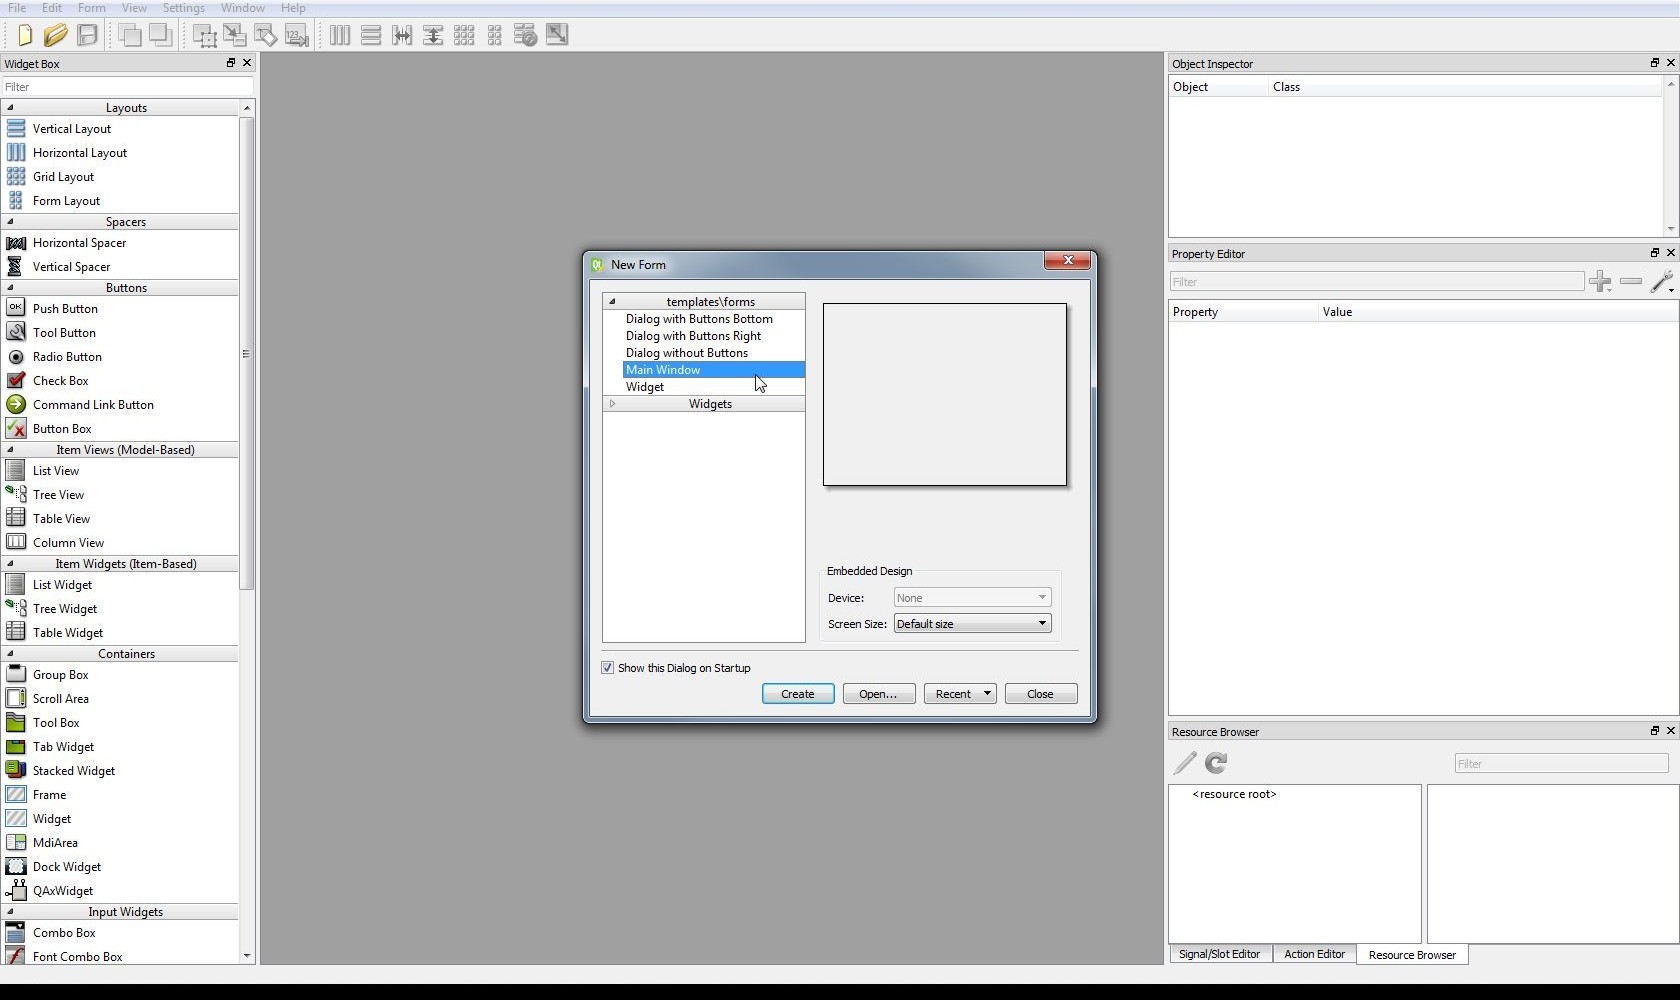 File Edit Form View Settings Window Help
Widget Box
Filter
Layouts
Vertical Layout
Horizontal Layout
Grid Layout
Form Layout
Spacers
Horizontal Spacer
Vertical Spacer
Buttons
OK Push Button
Tool Button
Radio Button
Check Box
Command Link Button
Button Box
Item Views (Model-Based)
List View
Tree View
Table View
Column View
Item Widgets (Item-Based)
List Widget
Tree Widget
Table Widget
Containers
Group Box
Scroll Area
Tool Box
Tab Widget
Stacked Widget
Frame
Widget
MdiArea
Dock Widget
QAxWidget
Input Widgets
Combo Box
Font Combo Box
New Form
templates\forms
Dialog with Buttons Bottom
Dialog with Buttons Right
Dialog without Buttons
Main Window
Widget
Widgets
Embedded Design
Device: None
Screen Size: Default size
Show this Dialog on Startup
Create Open... Recent Close
Object Inspector
Object Class
Property Editor
Filter
Property Value
Resource Browser
Filter
<resource root>
Signal/Slot Editor Action Editor Resource Browser